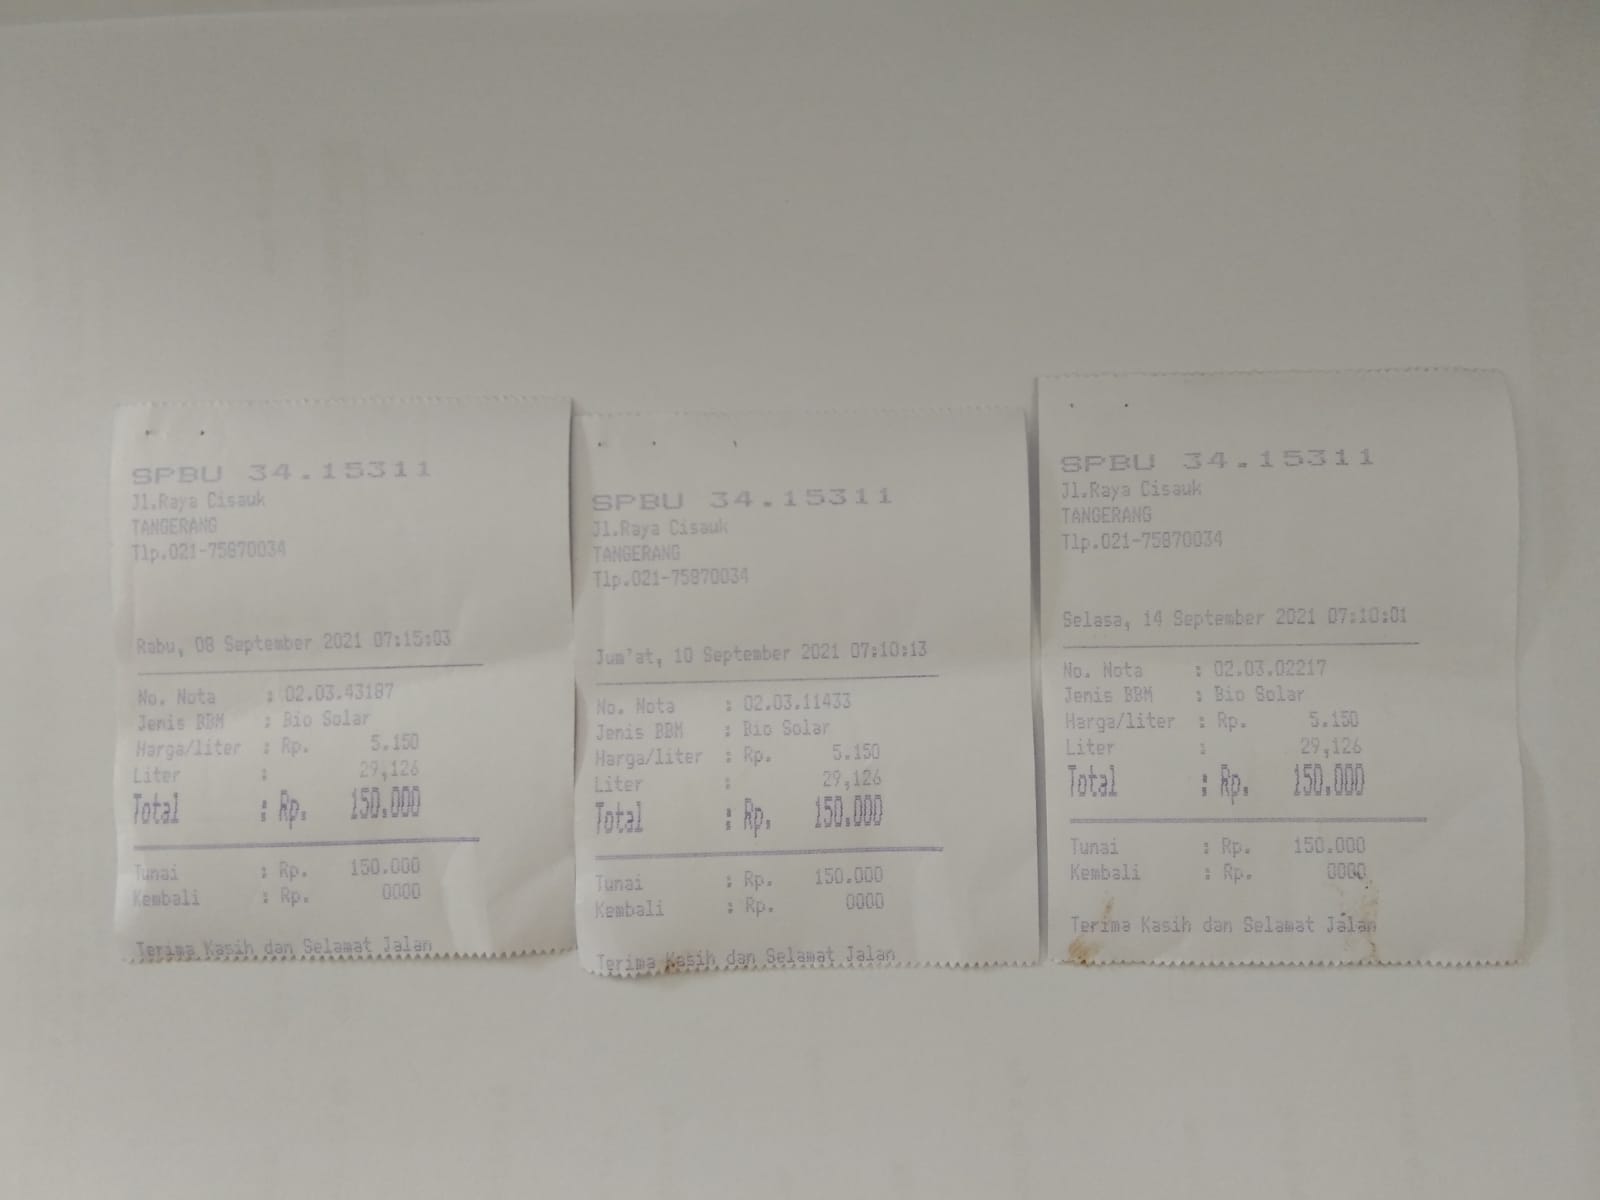 SPBU 34.15311
Jl.Raya Cisauk
TANGERANG
Tlp.021-75870034
Rabu, 08 September 2021 07:15:03
No. Nota : 02.03.43187
Jenis BBM : Bio Solar
Harga/liter : Rp. 5.150
Liter : 29,126
Total : Rp. 150.000
Tunai : Rp. 150.000
Kembali : Rp. 0000
Terima Kasih dan Selamat Jalan
SPBU 34.15311
Jl.Raya Cisauk
TANGERANG
Tlp.021-75870034
Jum'at, 10 September 2021 07:10:13
No. Nota : 02.03.11433
Jenis BBM : Bio Solar
Harga/liter : Rp. 5.150
Liter : 29,126
Total : Rp. 150.000
Tunai : Rp. 150.000
Kembali : Rp. 0000
Terima Kasih dan Selamat Jalan
SPBU 34.15311
Jl.Raya Cisauk
TANGERANG
Tlp.021-75870034
Selasa, 14 September 2021 07:10:01
No. Nota : 02.03.02217
Jenis BBM : Bio Solar
Harga/liter : Rp. 5.150
Liter : 29,126
Total : Rp. 150.000
Tunai : Rp. 150.000
Kembali : Rp. 0000
Terima Kasih dan Selamat Jalan